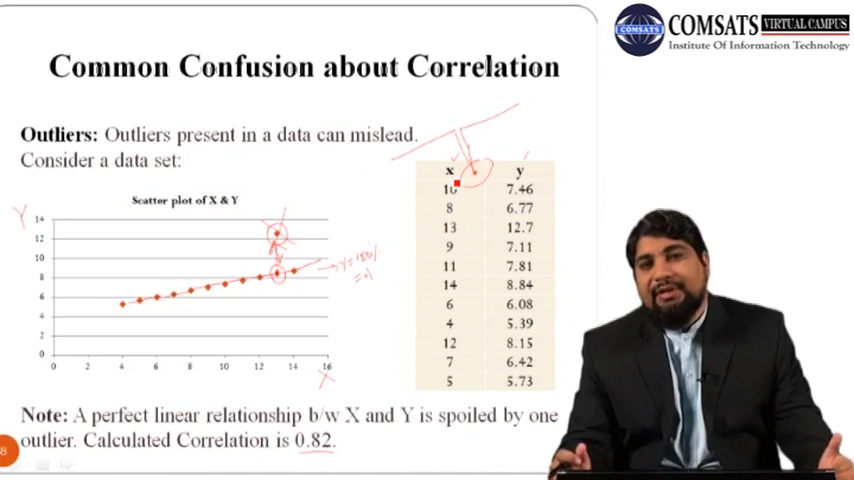 COMSATS VIRTUAL CAMPUS
COMSATS
Institute Of Information Technology
Common Confusion about Correlation
Outliers: Outliers present in a data can mislead.
Consider a data set:
Scatter plot of X & Y
Y
14
12
10
8
6
4
2
0
0 2 4 6 8 10 12 14 16
X
x y
10 7.46
8 6.77
13 12.7
9 7.11
11 7.81
14 8.84
6 6.08
4 5.39
12 8.15
7 6.42
5 5.73
Note: A perfect linear relationship b/w X and Y is spoiled by one
outlier. Calculated Correlation is 0.82.
8